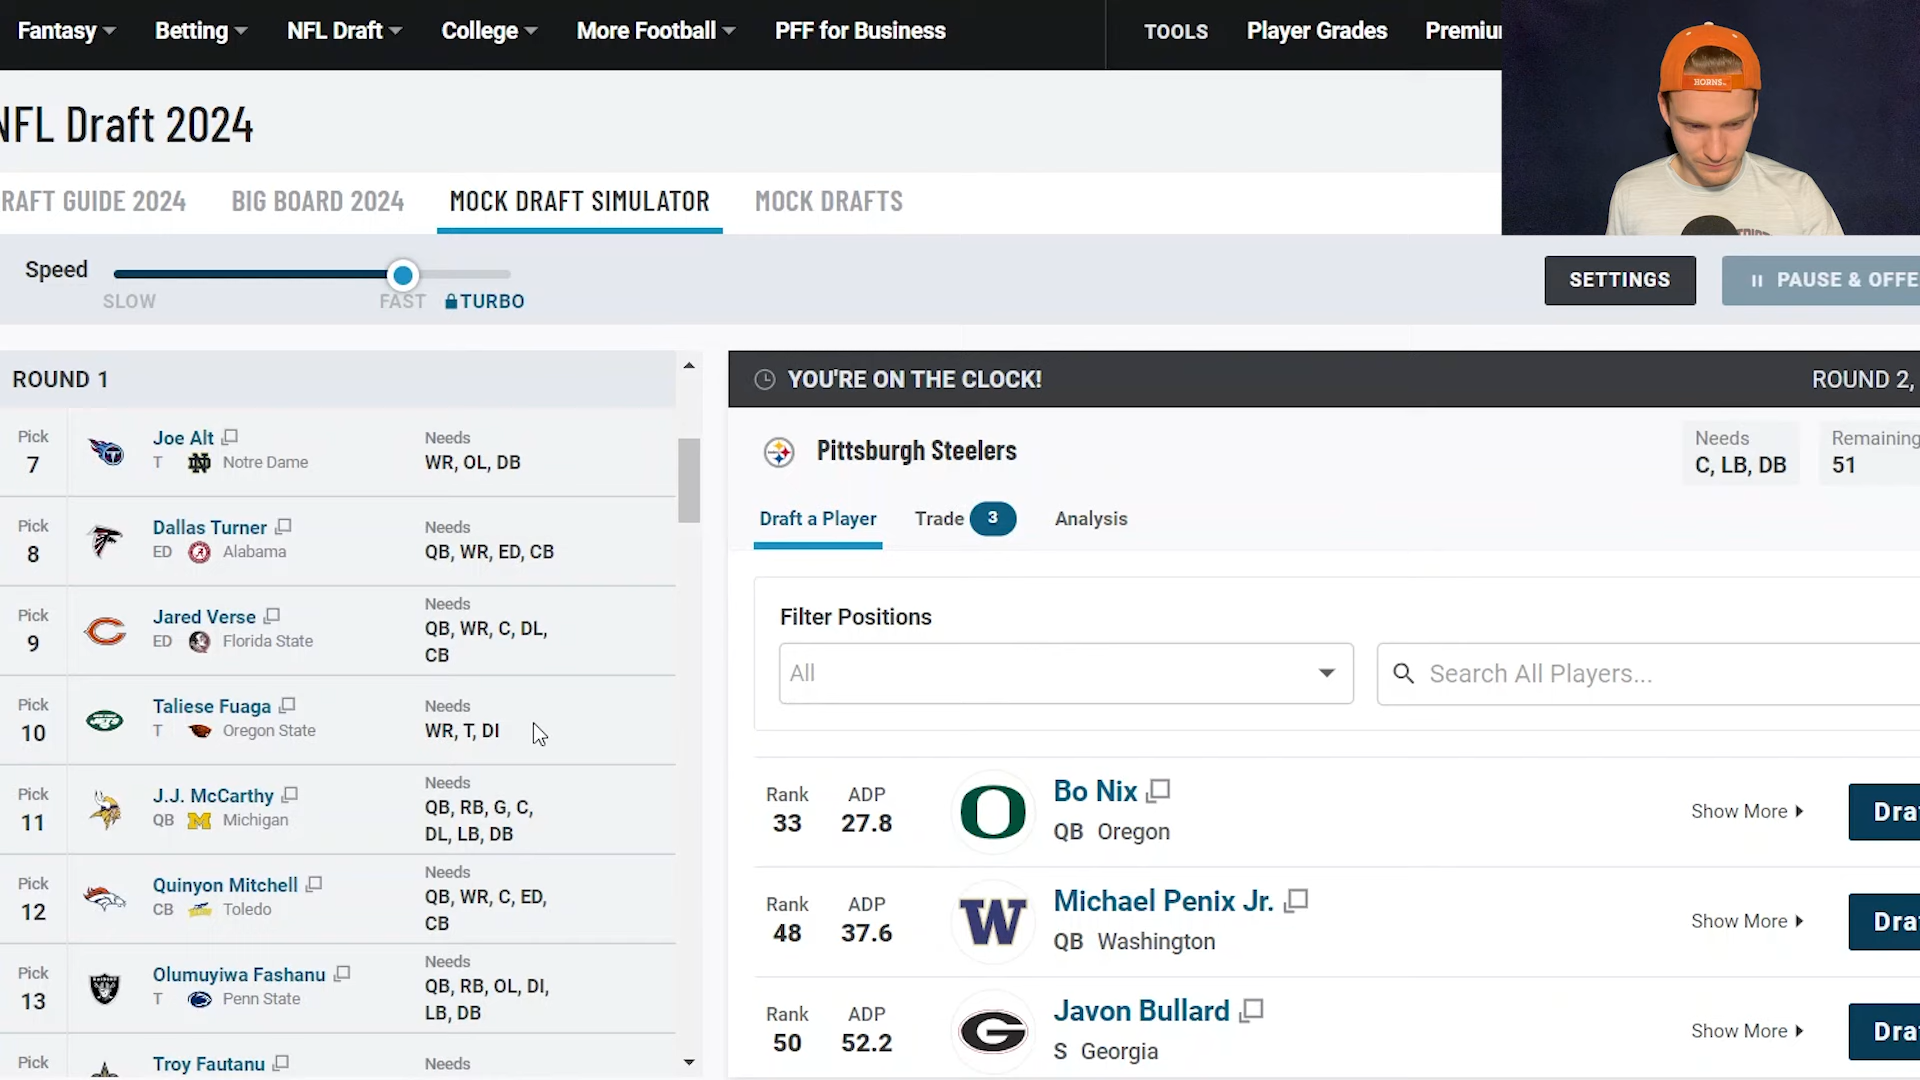 Fantasy
Betting
NFL Draft
College
More Football
PFF for Business
TOOLS
Player Grades
HORNS
NFL Draft 2024
BIG BOARD 2024
MOCK DRAFT SIMULATOR
MOCK DRAFTS
GUIDE 2024
Speed
SLOW
FAST
TURBO
SETTINGS
PAUSE &
ROUND 1
Pick
7
Joe Alt
T Notre Dame
Needs
WR, OL, DB
Pick
8
Dallas Turner
ED Alabama
Needs
QB, WR, ED, CB
Pick
9
Jared Verse
ED Florida State
Needs
QB, WR, C, DL,
CB
Pick
10
Taliese Fuaga
T Oregon State
Needs
WR, T, DI
Pick
11
J.J. McCarthy
QB M Michigan
Needs
QB, RB, G, C,
DL, LB, DB
Pick
12
Quinyon Mitchell
CB Toledo
Needs
QB, WR, C, ED,
CB
Pick
13
Olumuyiwa Fashanu
T Penn State
Needs
QB, RB, OL, DI,
LB, DB
Pick
Troy Fautanu
Needs
YOU'RE ON THE CLOCK!
ROUND 2,
Pittsburgh Steelers
Needs
C, LB, DB
Remaining
51
Draft a Player
Trade 3
Analysis
Filter Positions
All
Search All Players...
Rank
33
ADP
27.8
Bo Nix
QB Oregon
Show More
Rank
48
ADP
37.6
W
Michael Penix Jr.
QB Washington
Show More
Rank
50
ADP
52.2
G
Javon Bullard
S Georgia
Show More